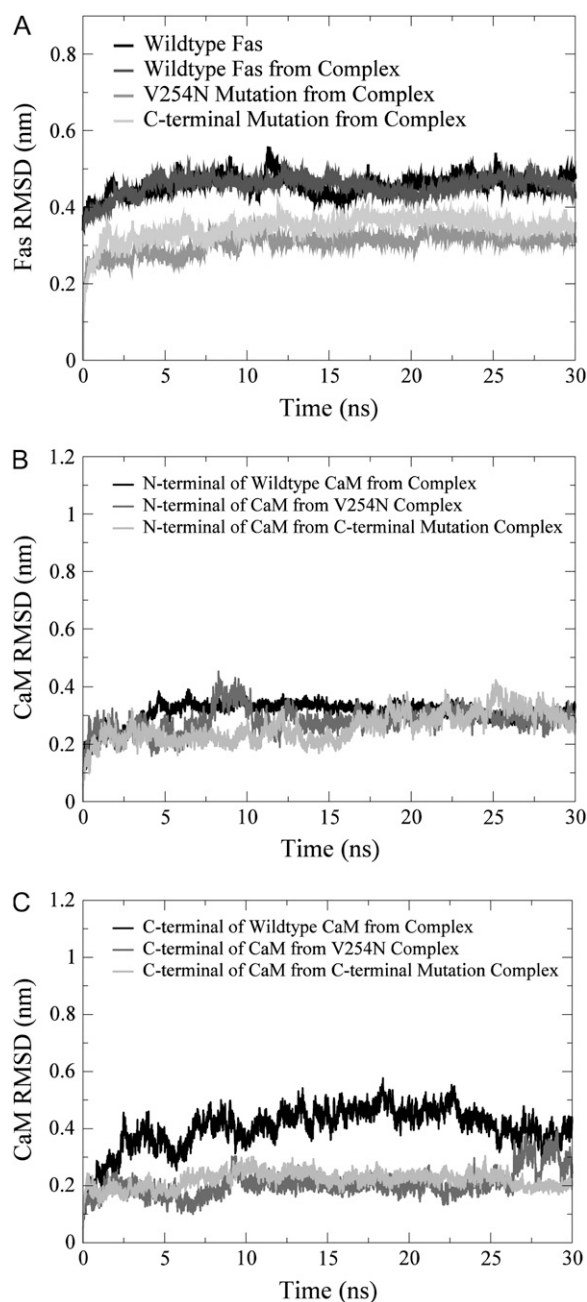 A
Wildtype Fas
Wildtype Fas from Complex
V254N Mutation from Complex
C-terminal Mutation from Complex
Fas RMSD (nm)
0.8
0.6
0.4
0.2
0
0 5 10 15 20 25 30
Time (ns)
B
N-terminal of Wildtype CaM from Complex
N-terminal of CaM from V254N Complex
N-terminal of CaM from C-terminal Mutation Complex
CaM RMSD (nm)
1.2
1
0.8
0.6
0.4
0.2
0
0 5 10 15 20 25 30
Time (ns)
C
C-terminal of Wildtype CaM from Complex
C-terminal of CaM from V254N Complex
C-terminal of CaM from C-terminal Mutation Complex
CaM RMSD (nm)
1.2
1
0.8
0.6
0.4
0.2
0
0 5 10 15 20 25 30
Time (ns)